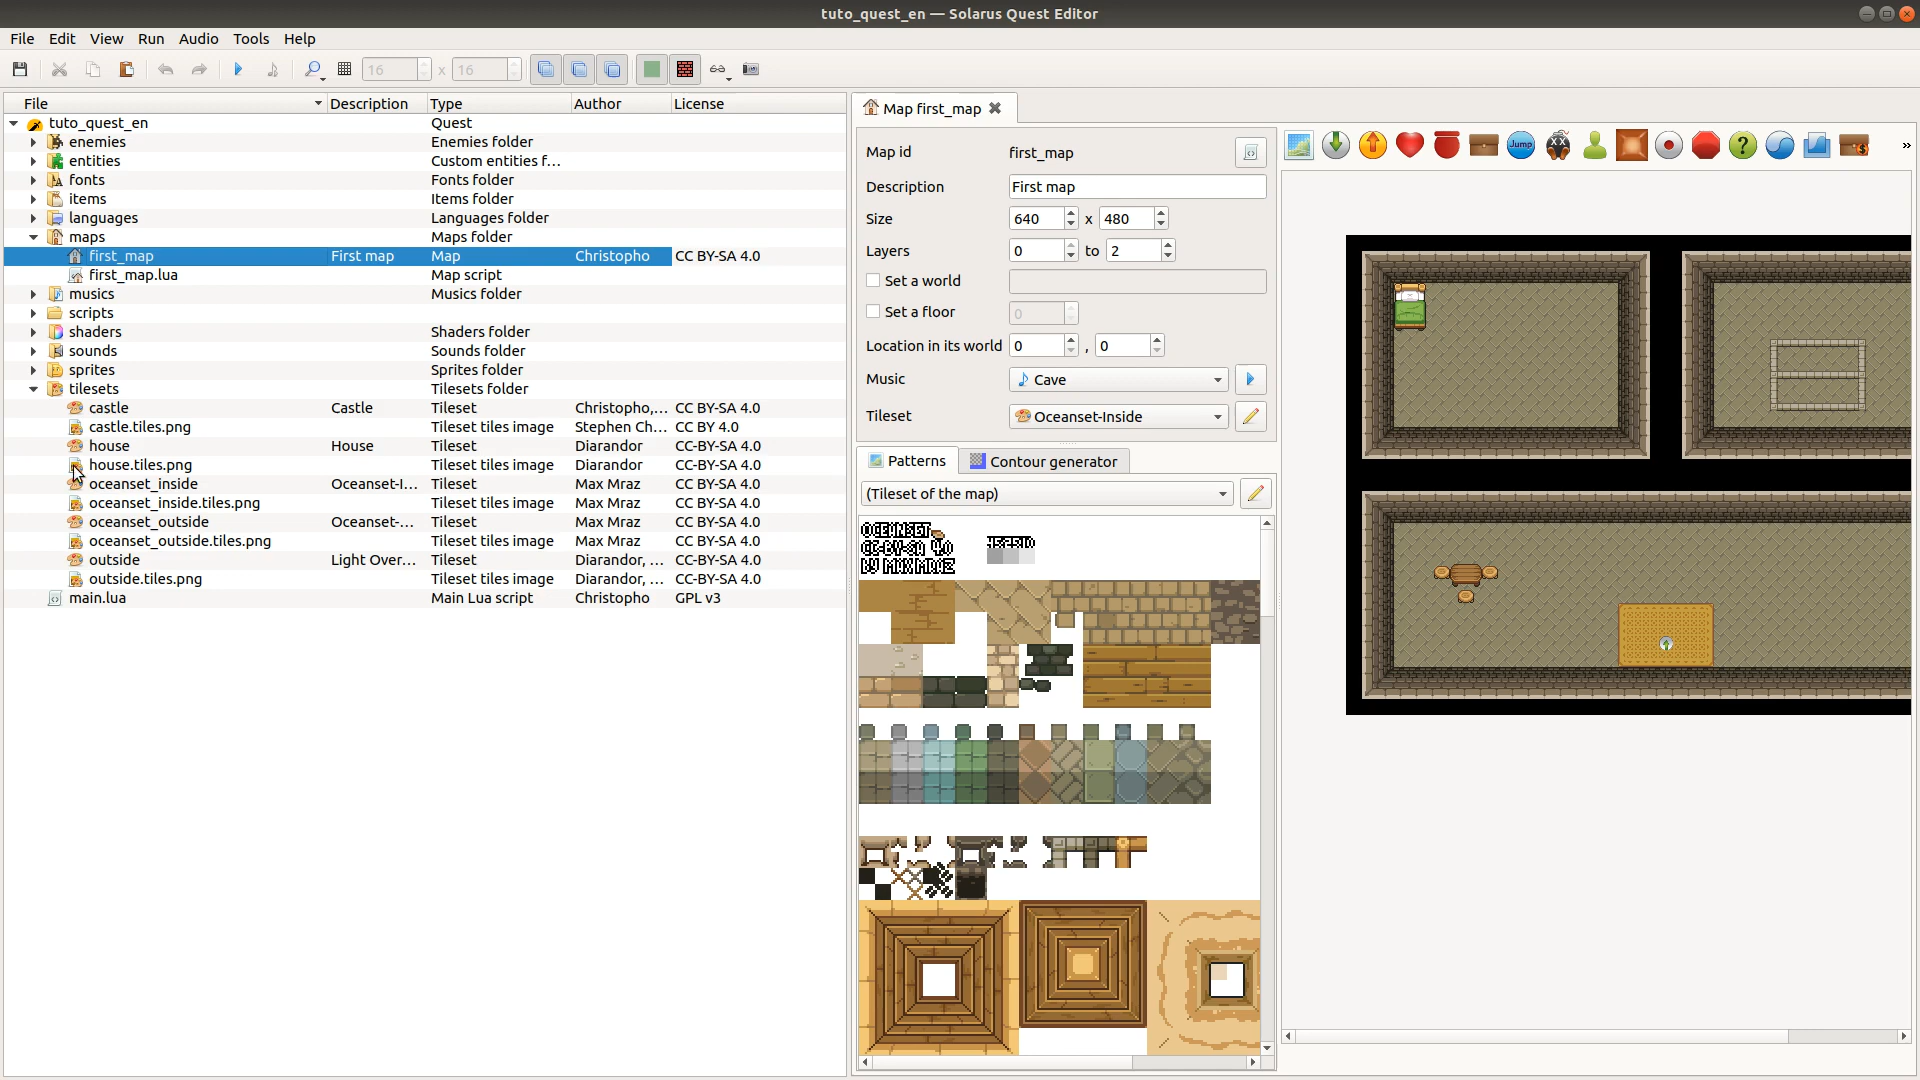 tuto_quest_en — Solarus Quest Editor
File Edit View Run Audio Tools Help
16 x 16
File Description Type Author License
tuto_quest_en Quest
enemies Enemies folder
entities Custom entities f...
fonts Fonts folder
items Items folder
languages Languages folder
maps Maps folder
first_map First map Map Christopho CC BY-SA 4.0
first_map.lua Map script
musics Musics folder
scripts
shaders Shaders folder
sounds Sounds folder
sprites Sprites folder
tilesets Tilesets folder
castle Castle Tileset Christopho,... CC BY-SA 4.0
castle.tiles.png Tileset tiles image Stephen Ch... CC BY 4.0
house House Tileset Diarandor CC-BY-SA 4.0
house.tiles.png Tileset tiles image Diarandor CC-BY-SA 4.0
oceanset_inside Oceanset-I... Tileset Max Mraz CC BY-SA 4.0
oceanset_inside.tiles.png Tileset tiles image Max Mraz CC BY-SA 4.0
oceanset_outside Oceanset-... Tileset Max Mraz CC BY-SA 4.0
oceanset_outside.tiles.png Tileset tiles image Max Mraz CC BY-SA 4.0
outside Light Over... Tileset Diarandor, ... CC-BY-SA 4.0
outside.tiles.png Tileset tiles image Diarandor, ... CC-BY-SA 4.0
main.lua Main Lua script Christopho GPL v3
Map first_map
Map id first_map
Description First map
Size 640 x 480
Layers 0 to 2
Set a world
Set a floor 0
Location in its world 0 , 0
Music Cave
Tileset Oceanset-Inside
Patterns Contour generator
(Tileset of the map)
OCEANSET
CC-BY-SA 4.0
BY MAX MRAZ
Jump
?
$
»